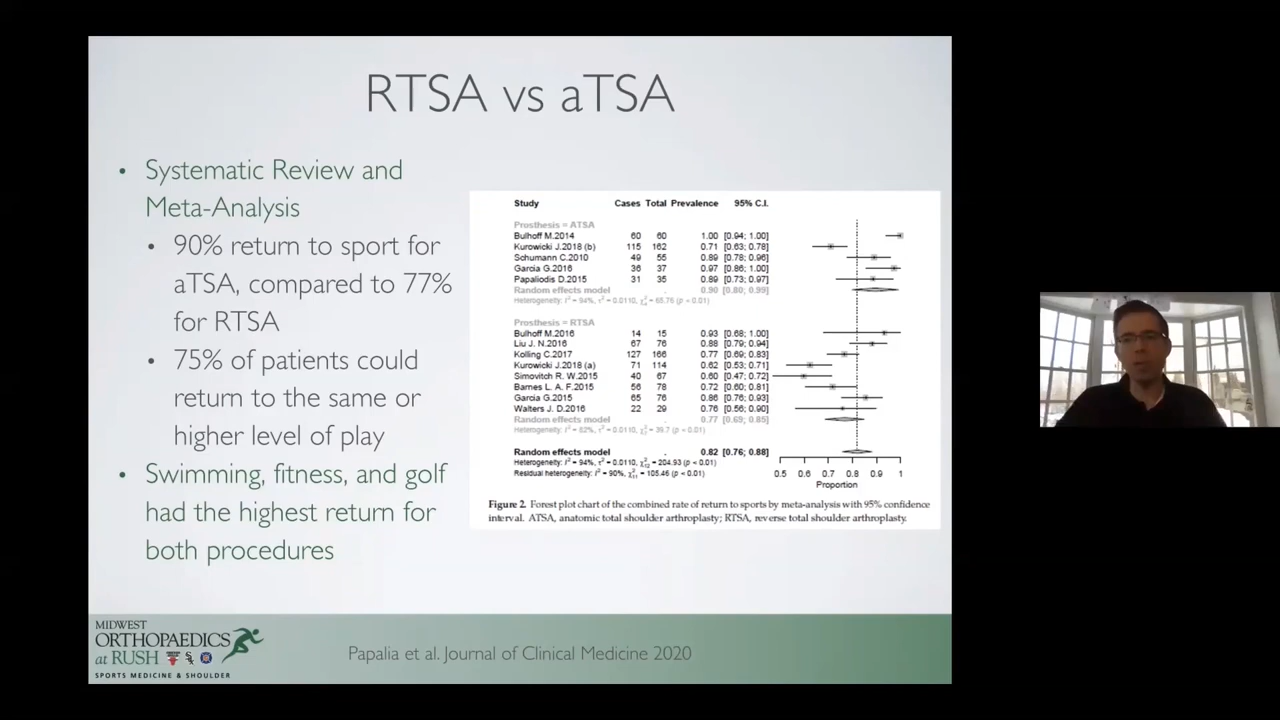 RTSA vs aTSA
• Systematic Review and
Meta-Analysis
• 90% return to sport for
aTSA, compared to 77%
for RTSA
• 75% of patients could
return to the same or
higher level of play
• Swimming, fitness, and golf
had the highest return for
both procedures
Study Cases Total Prevalence 95% C.I.
Prosthesis = ATSA
Bulhoff M.2014 60 60 1.00 [0.94; 1.00]
Kurowicki J.2018 (b) 115 162 0.71 [0.63; 0.78]
Schumann C.2010 49 55 0.89 [0.78; 0.96]
Garcia G.2016 36 37 0.97 [0.86; 1.00]
Papaliodis D.2015 31 35 0.89 [0.73; 0.97]
Random effects model . 0.90 [0.80; 0.99]
Heterogeneity: I² = 94%, τ² = 0.0110, χ²₄ = 65.76 (p < 0.01)
Prosthesis = RTSA
Bulhoff M.2016 14 15 0.93 [0.68; 1.00]
Liu J. N.2016 67 76 0.88 [0.79; 0.94]
Kolling C.2017 127 166 0.77 [0.69; 0.83]
Kurowicki J.2018 (a) 71 114 0.62 [0.53; 0.71]
Simovitch R. W.2015 40 67 0.60 [0.47; 0.72]
Barnes L. A. F.2015 56 78 0.72 [0.60; 0.81]
Garcia G.2015 65 76 0.86 [0.76; 0.93]
Walters J. D.2016 22 29 0.76 [0.56; 0.90]
Random effects model . 0.77 [0.69; 0.85]
Heterogeneity: I² = 82%, τ² = 0.0110, χ²₇ = 39.7 (p < 0.01)
Random effects model . 0.82 [0.76; 0.88]
Heterogeneity: I² = 94%, τ² = 0.0110, χ²₁₂ = 204.93 (p < 0.01)
Residual heterogeneity: I² = 90%, χ²₁₁ = 105.46 (p < 0.01)
0.5 0.6 0.7 0.8 0.9 1
Proportion
Figure 2. Forest plot chart of the combined rate of return to sports by meta-analysis with 95% confidence
interval. ATSA, anatomic total shoulder arthroplasty; RTSA, reverse total shoulder arthroplasty.
MIDWEST
ORTHOPAEDICS
at RUSH
SPORTS MEDICINE & SHOULDER
Papalia et al. Journal of Clinical Medicine 2020